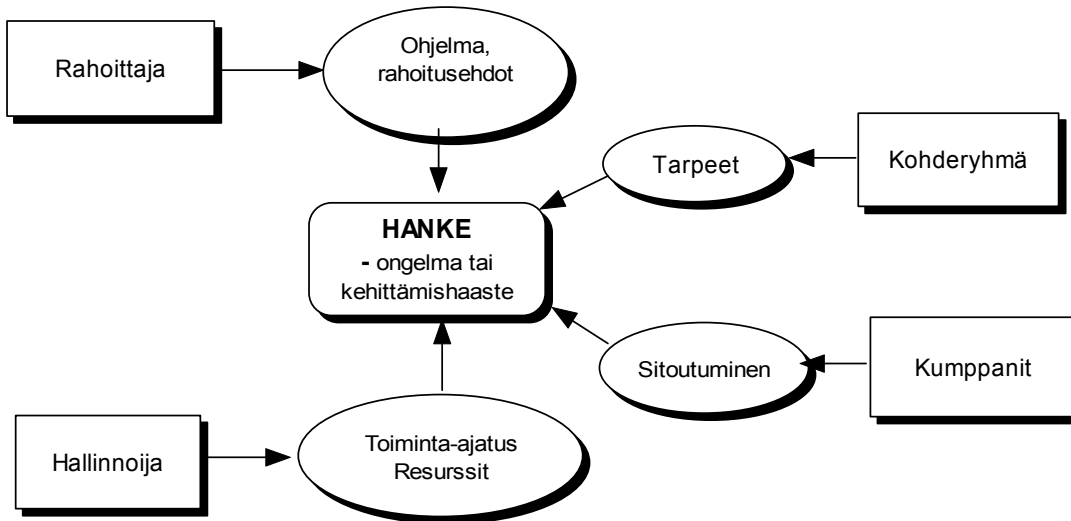 Rahoittaja
Ohjelma,
rahoitusehdot
Tarpeet
Kohderyhmä
HANKE
- ongelma tai
kehittämishaaste
Sitoutuminen
Kumppanit
Hallinnoija
Toiminta-ajatus
Resurssit